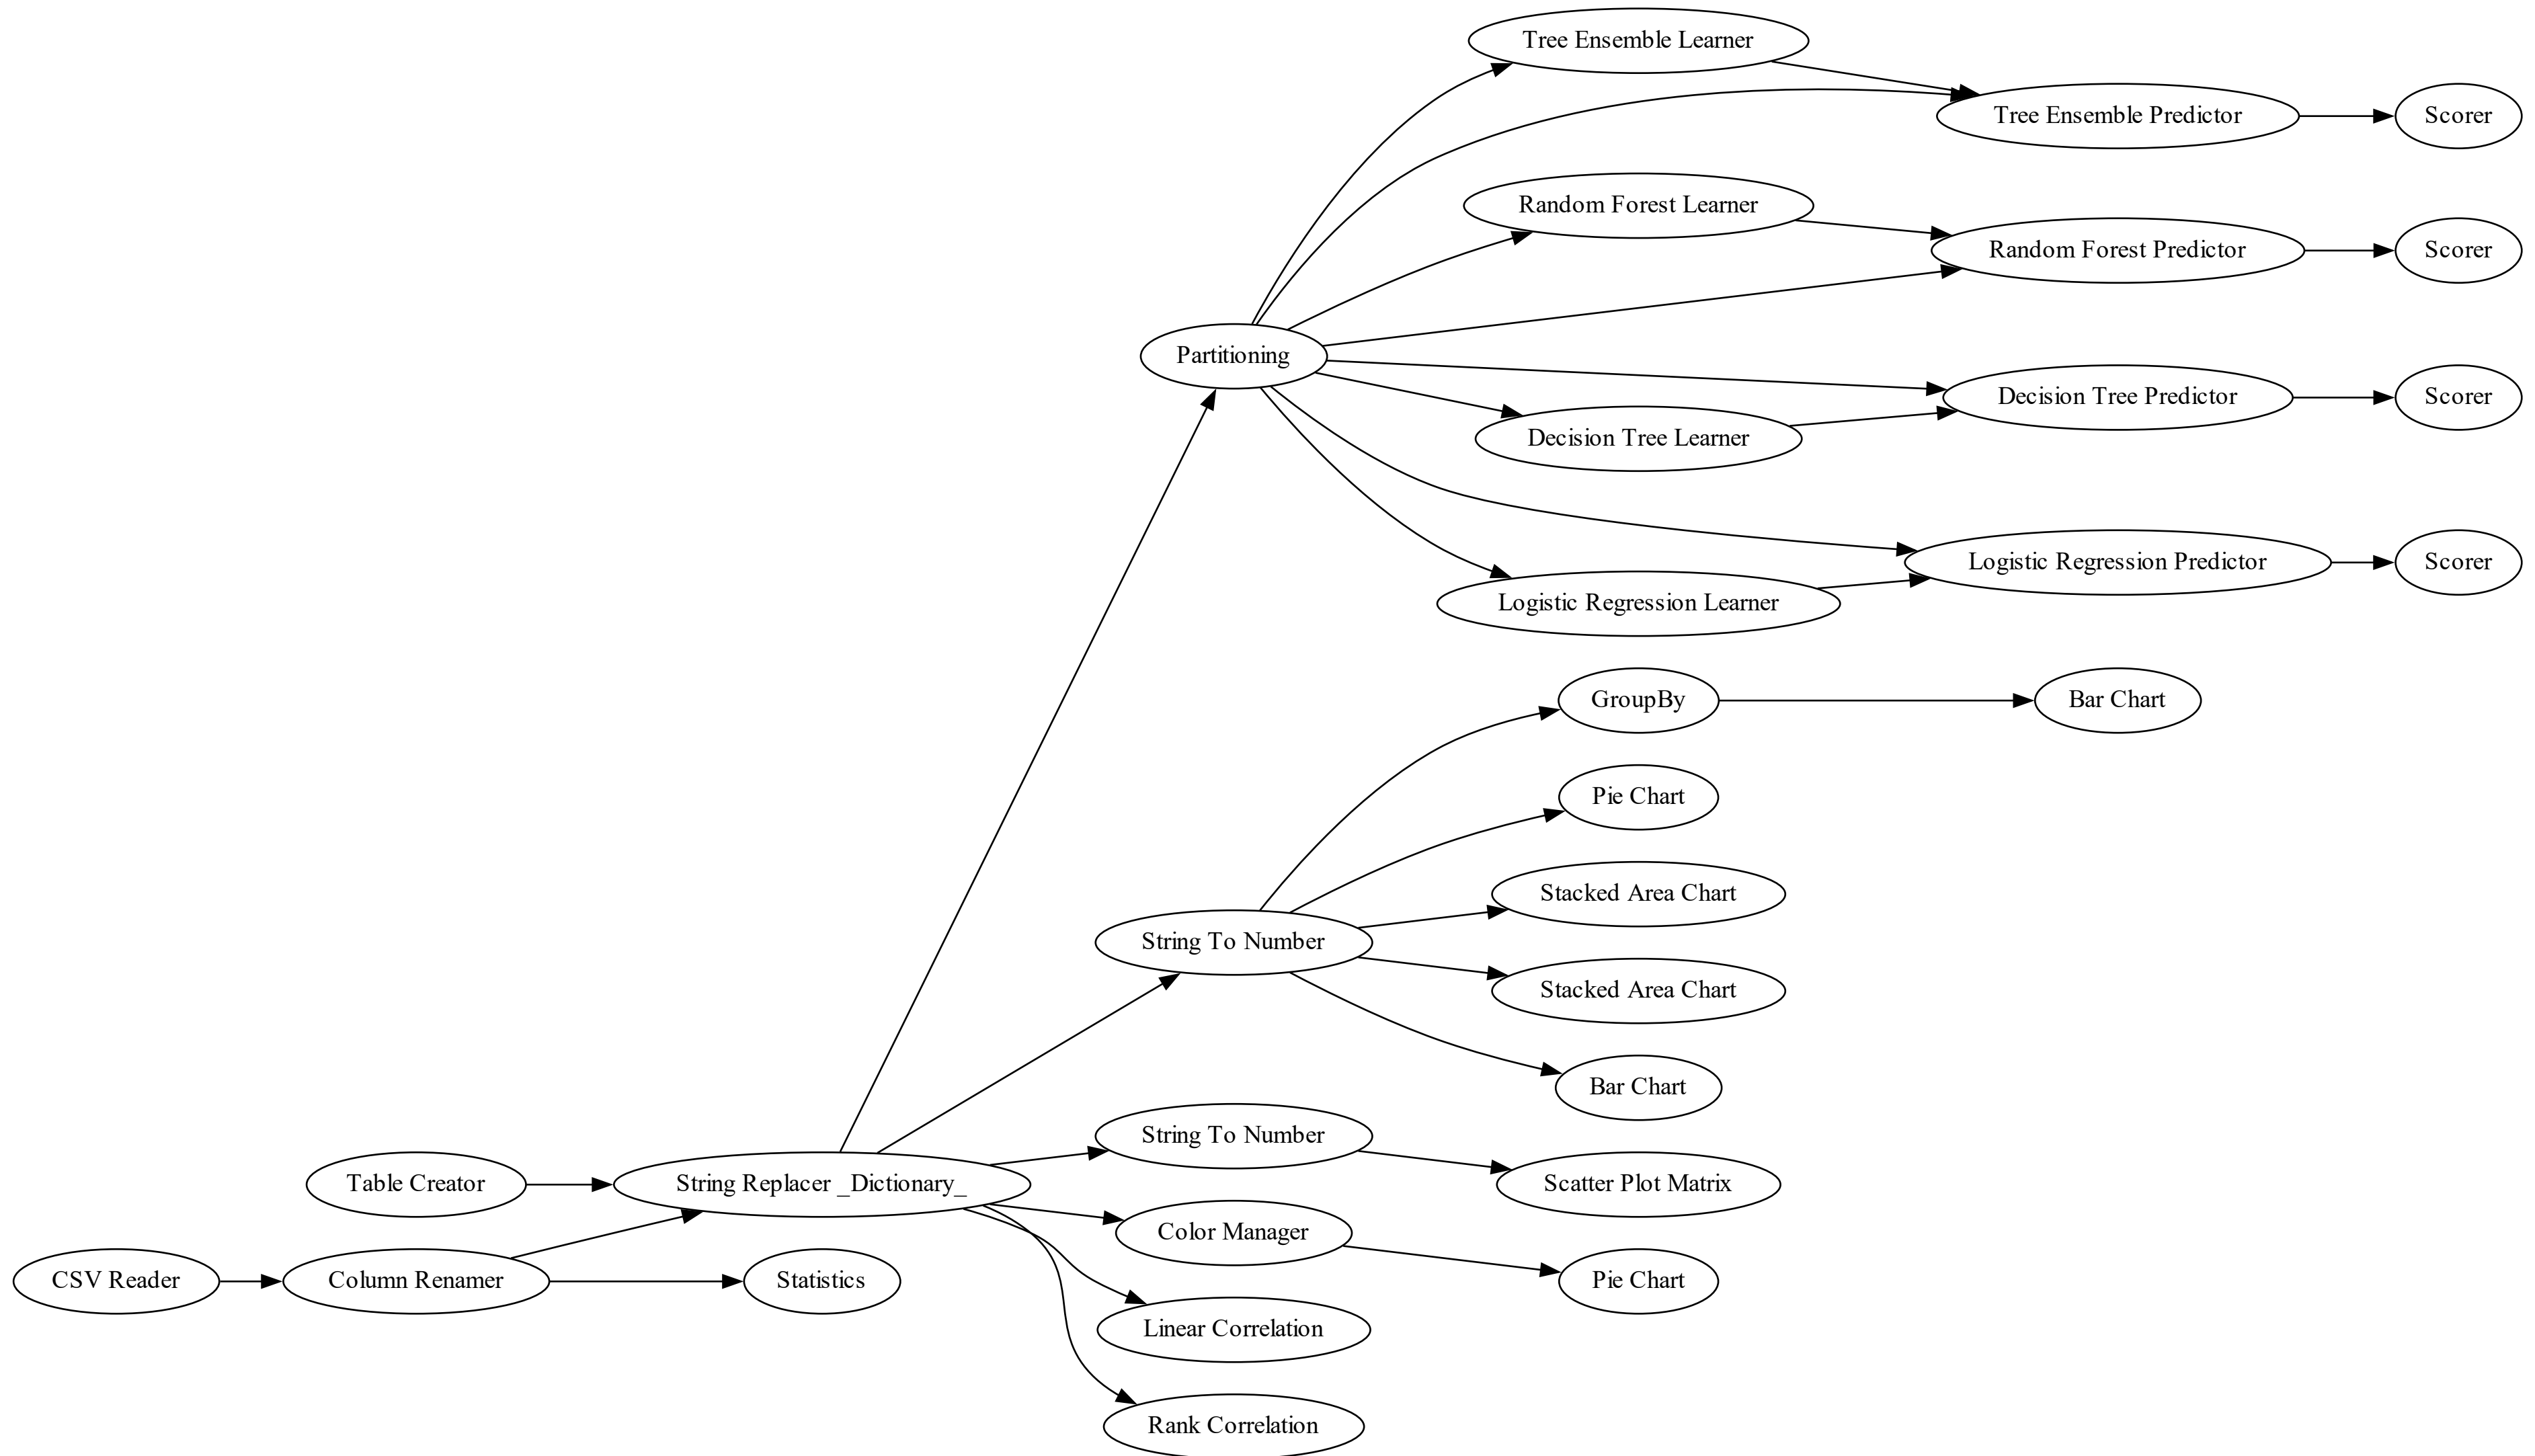 Tree Ensemble Learner
Tree Ensemble Predictor
Scorer
Random Forest Learner
Random Forest Predictor
Scorer
Partitioning
Decision Tree Predictor
Scorer
Decision Tree Learner
Logistic Regression Predictor
Scorer
Logistic Regression Learner
GroupBy
Bar Chart
Pie Chart
Stacked Area Chart
String To Number
Stacked Area Chart
Bar Chart
String To Number
Table Creator
String Replacer _Dictionary_
Scatter Plot Matrix
Color Manager
CSV Reader
Column Renamer
Statistics
Pie Chart
Linear Correlation
Rank Correlation